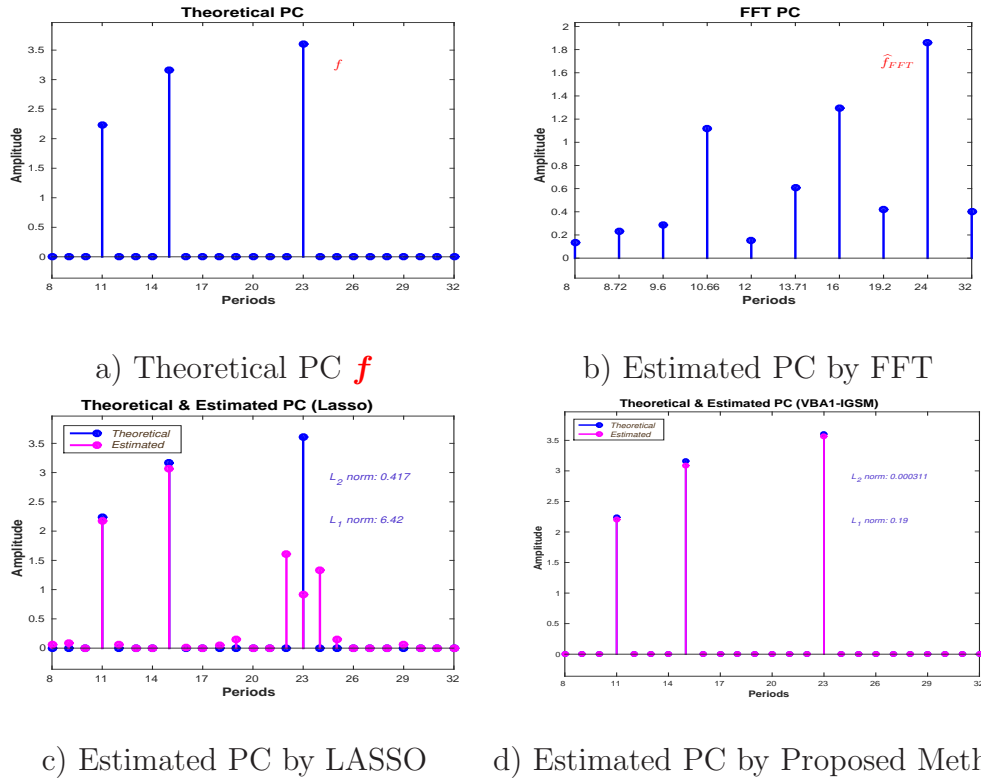 Theoretical PC
f
Amplitude
3.5
3
2.5
2
1.5
1
0.5
0
8 11 14 17 20 23 26 29 32
Periods
a) Theoretical PC f
FFT PC
f̂FFT
Amplitude
2
1.8
1.6
1.4
1.2
1
0.8
0.6
0.4
0.2
0
8 8.72 9.6 10.66 12 13.71 16 19.2 24 32
Periods
b) Estimated PC by FFT
Theoretical & Estimated PC (Lasso)
Theoretical
Estimated
L2 norm: 0.417
L1 norm: 6.42
Amplitude
3.5
3
2.5
2
1.5
1
0.5
0
8 11 14 17 20 23 26 29 32
Periods
c) Estimated PC by LASSO
Theoretical & Estimated PC (VBA1-IGSM)
Theoretical
Estimated
L2 norm: 0.000311
L1 norm: 0.19
Amplitude
3.5
3
2.5
2
1.5
1
0.5
0
8 11 14 17 20 23 26 29 32
Periods
d) Estimated PC by Proposed Meth